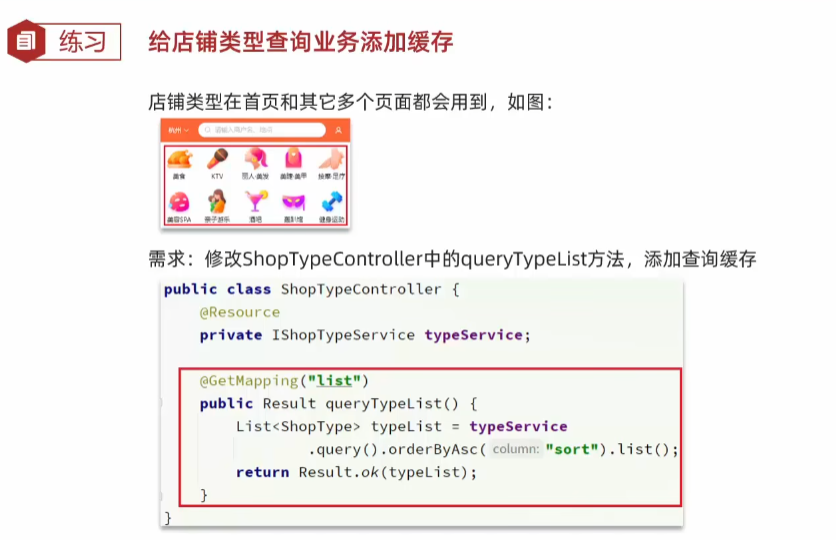 练习
给店铺类型查询业务添加缓存
店铺类型在首页和其它多个页面都会用到，如图：
杭州
请输入商户名、地点
美食 KTV 丽人·美发 美睫·美甲 按摩·足疗
美容SPA 亲子游乐 酒吧 轰趴馆 健身运动
需求：修改ShopTypeController中的queryTypeList方法，添加查询缓存
public class ShopTypeController {
@Resource
private IShopTypeService typeService;
@GetMapping("list")
public Result queryTypeList() {
List<ShopType> typeList = typeService
.query().orderByAsc( column: "sort").list();
return Result.ok(typeList);
}
}